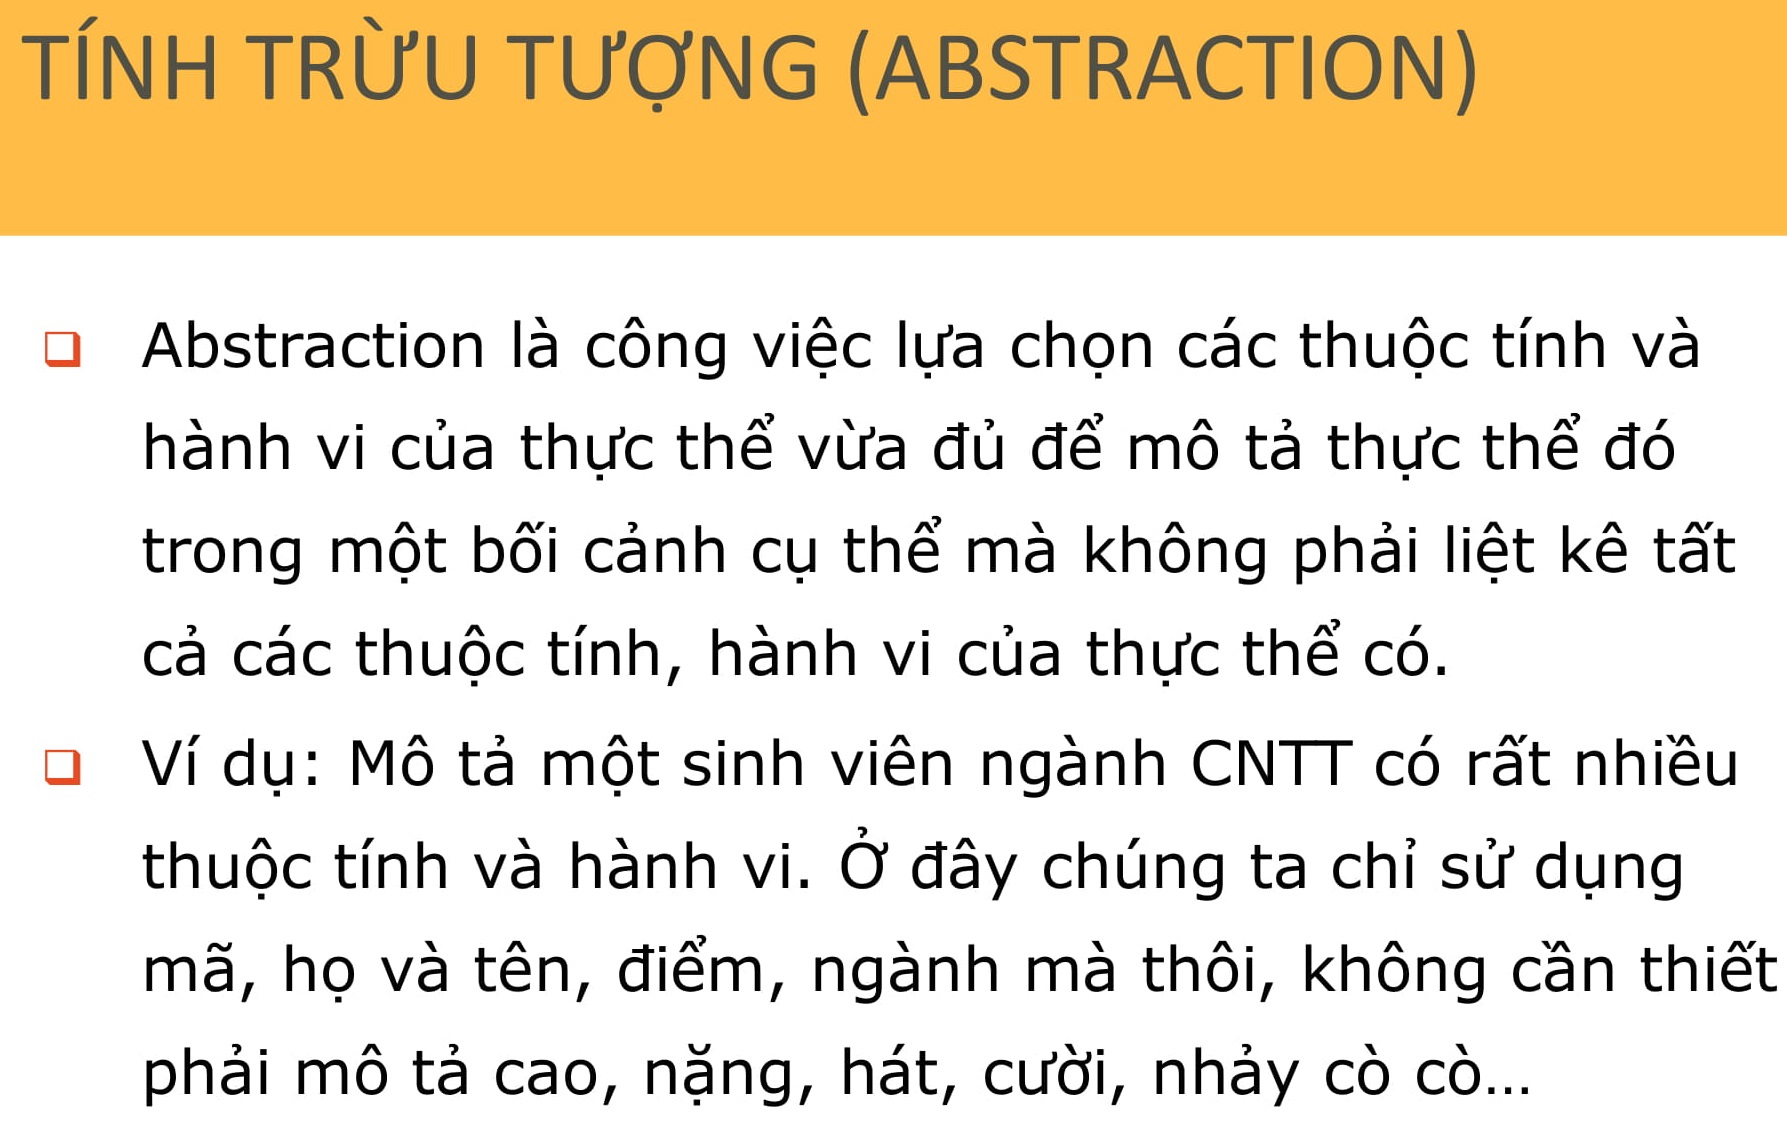 TÍNH TRỪU TƯỢNG (ABSTRACTION)
Abstraction là công việc lựa chọn các thuộc tính và
hành vi của thực thể vừa đủ để mô tả thực thể đó
trong một bối cảnh cụ thể mà không phải liệt kê tất
cả các thuộc tính, hành vi của thực thể có.
Ví dụ: Mô tả một sinh viên ngành CNTT có rất nhiều
thuộc tính và hành vi. Ở đây chúng ta chỉ sử dụng
mã, họ và tên, điểm, ngành mà thôi, không cần thiết
phải mô tả cao, nặng, hát, cười, nhảy cò cò...